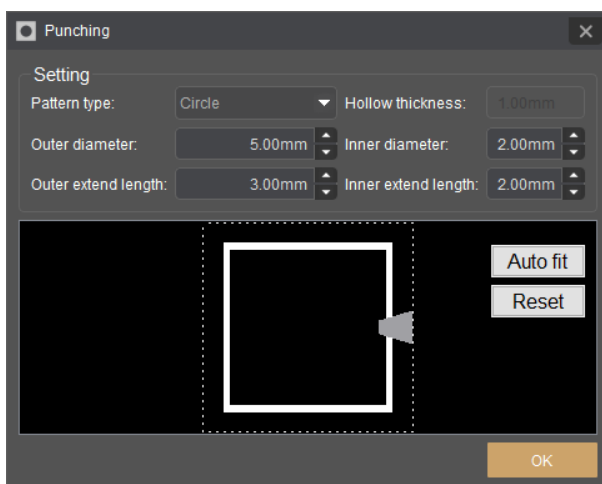 Punching
Setting
Pattern type: Circle Hollow thickness: 1.00mm
Outer diameter: 5.00mm Inner diameter: 2.00mm
Outer extend length: 3.00mm Inner extend length: 2.00mm
Auto fit
Reset
OK